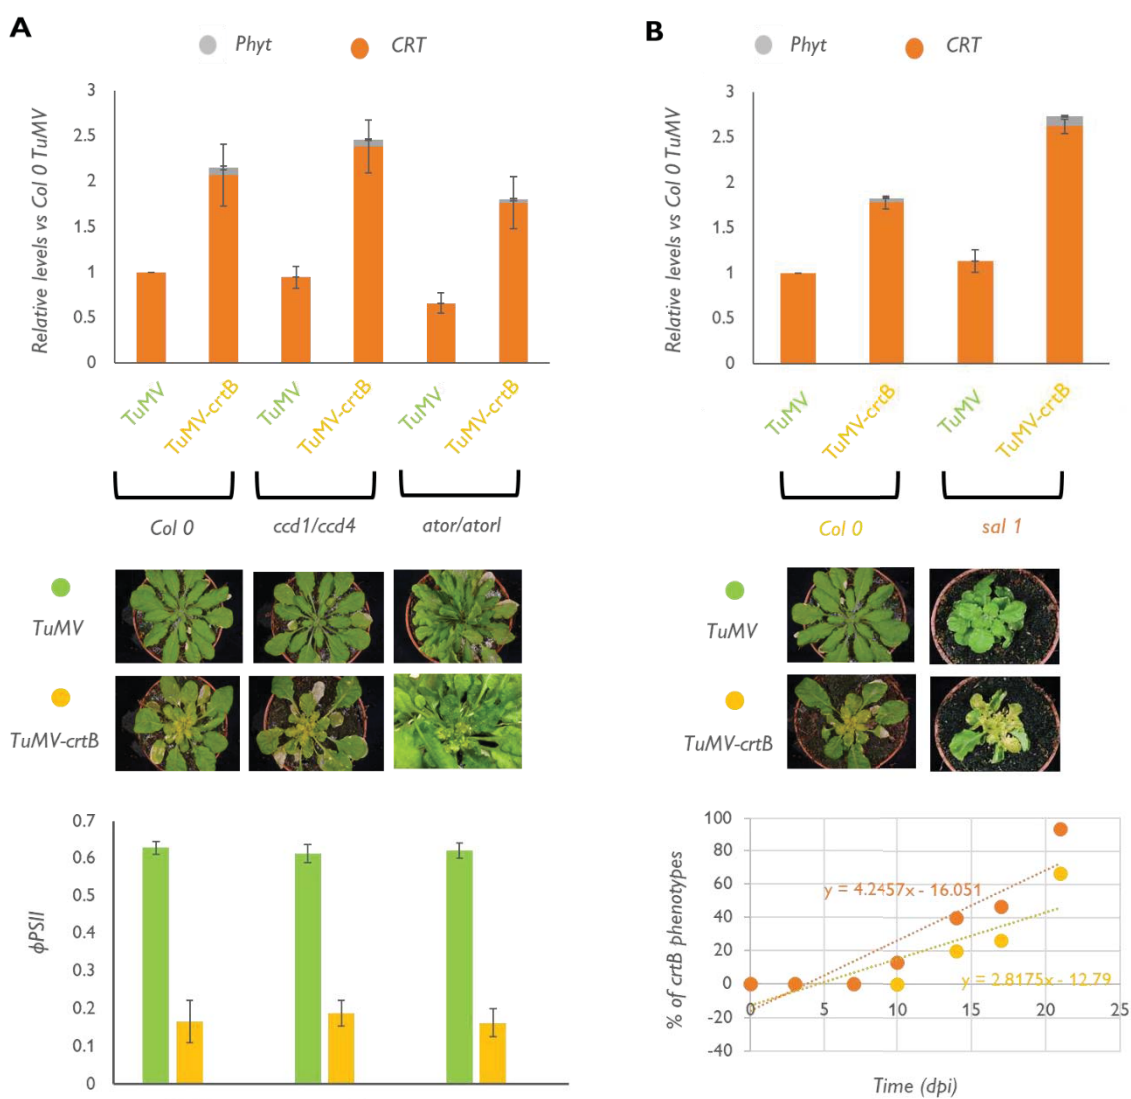 A
Phyt CRT
Relative levels vs Col 0 TuMV
3
2.5
2
1.5
1
0.5
0
TuMV TuMV-crtB TuMV TuMV-crtB TuMV TuMV-crtB
Col 0 ccd1/ccd4 ator/atorl
TuMV
TuMV-crtB
ϕPSII
0.7
0.6
0.5
0.4
0.3
0.2
0.1
0
B
Phyt CRT
Relative levels vs Col 0 TuMV
3
2.5
2
1.5
1
0.5
0
TuMV TuMV-crtB TuMV TuMV-crtB
Col 0 sal 1
TuMV
TuMV-crtB
% of crtB phenotypes
100
80
60
40
20
0
-20
-40
y = 4.2457x - 16.051
y = 2.8175x - 12.79
0 5 10 15 20 25
Time (dpi)